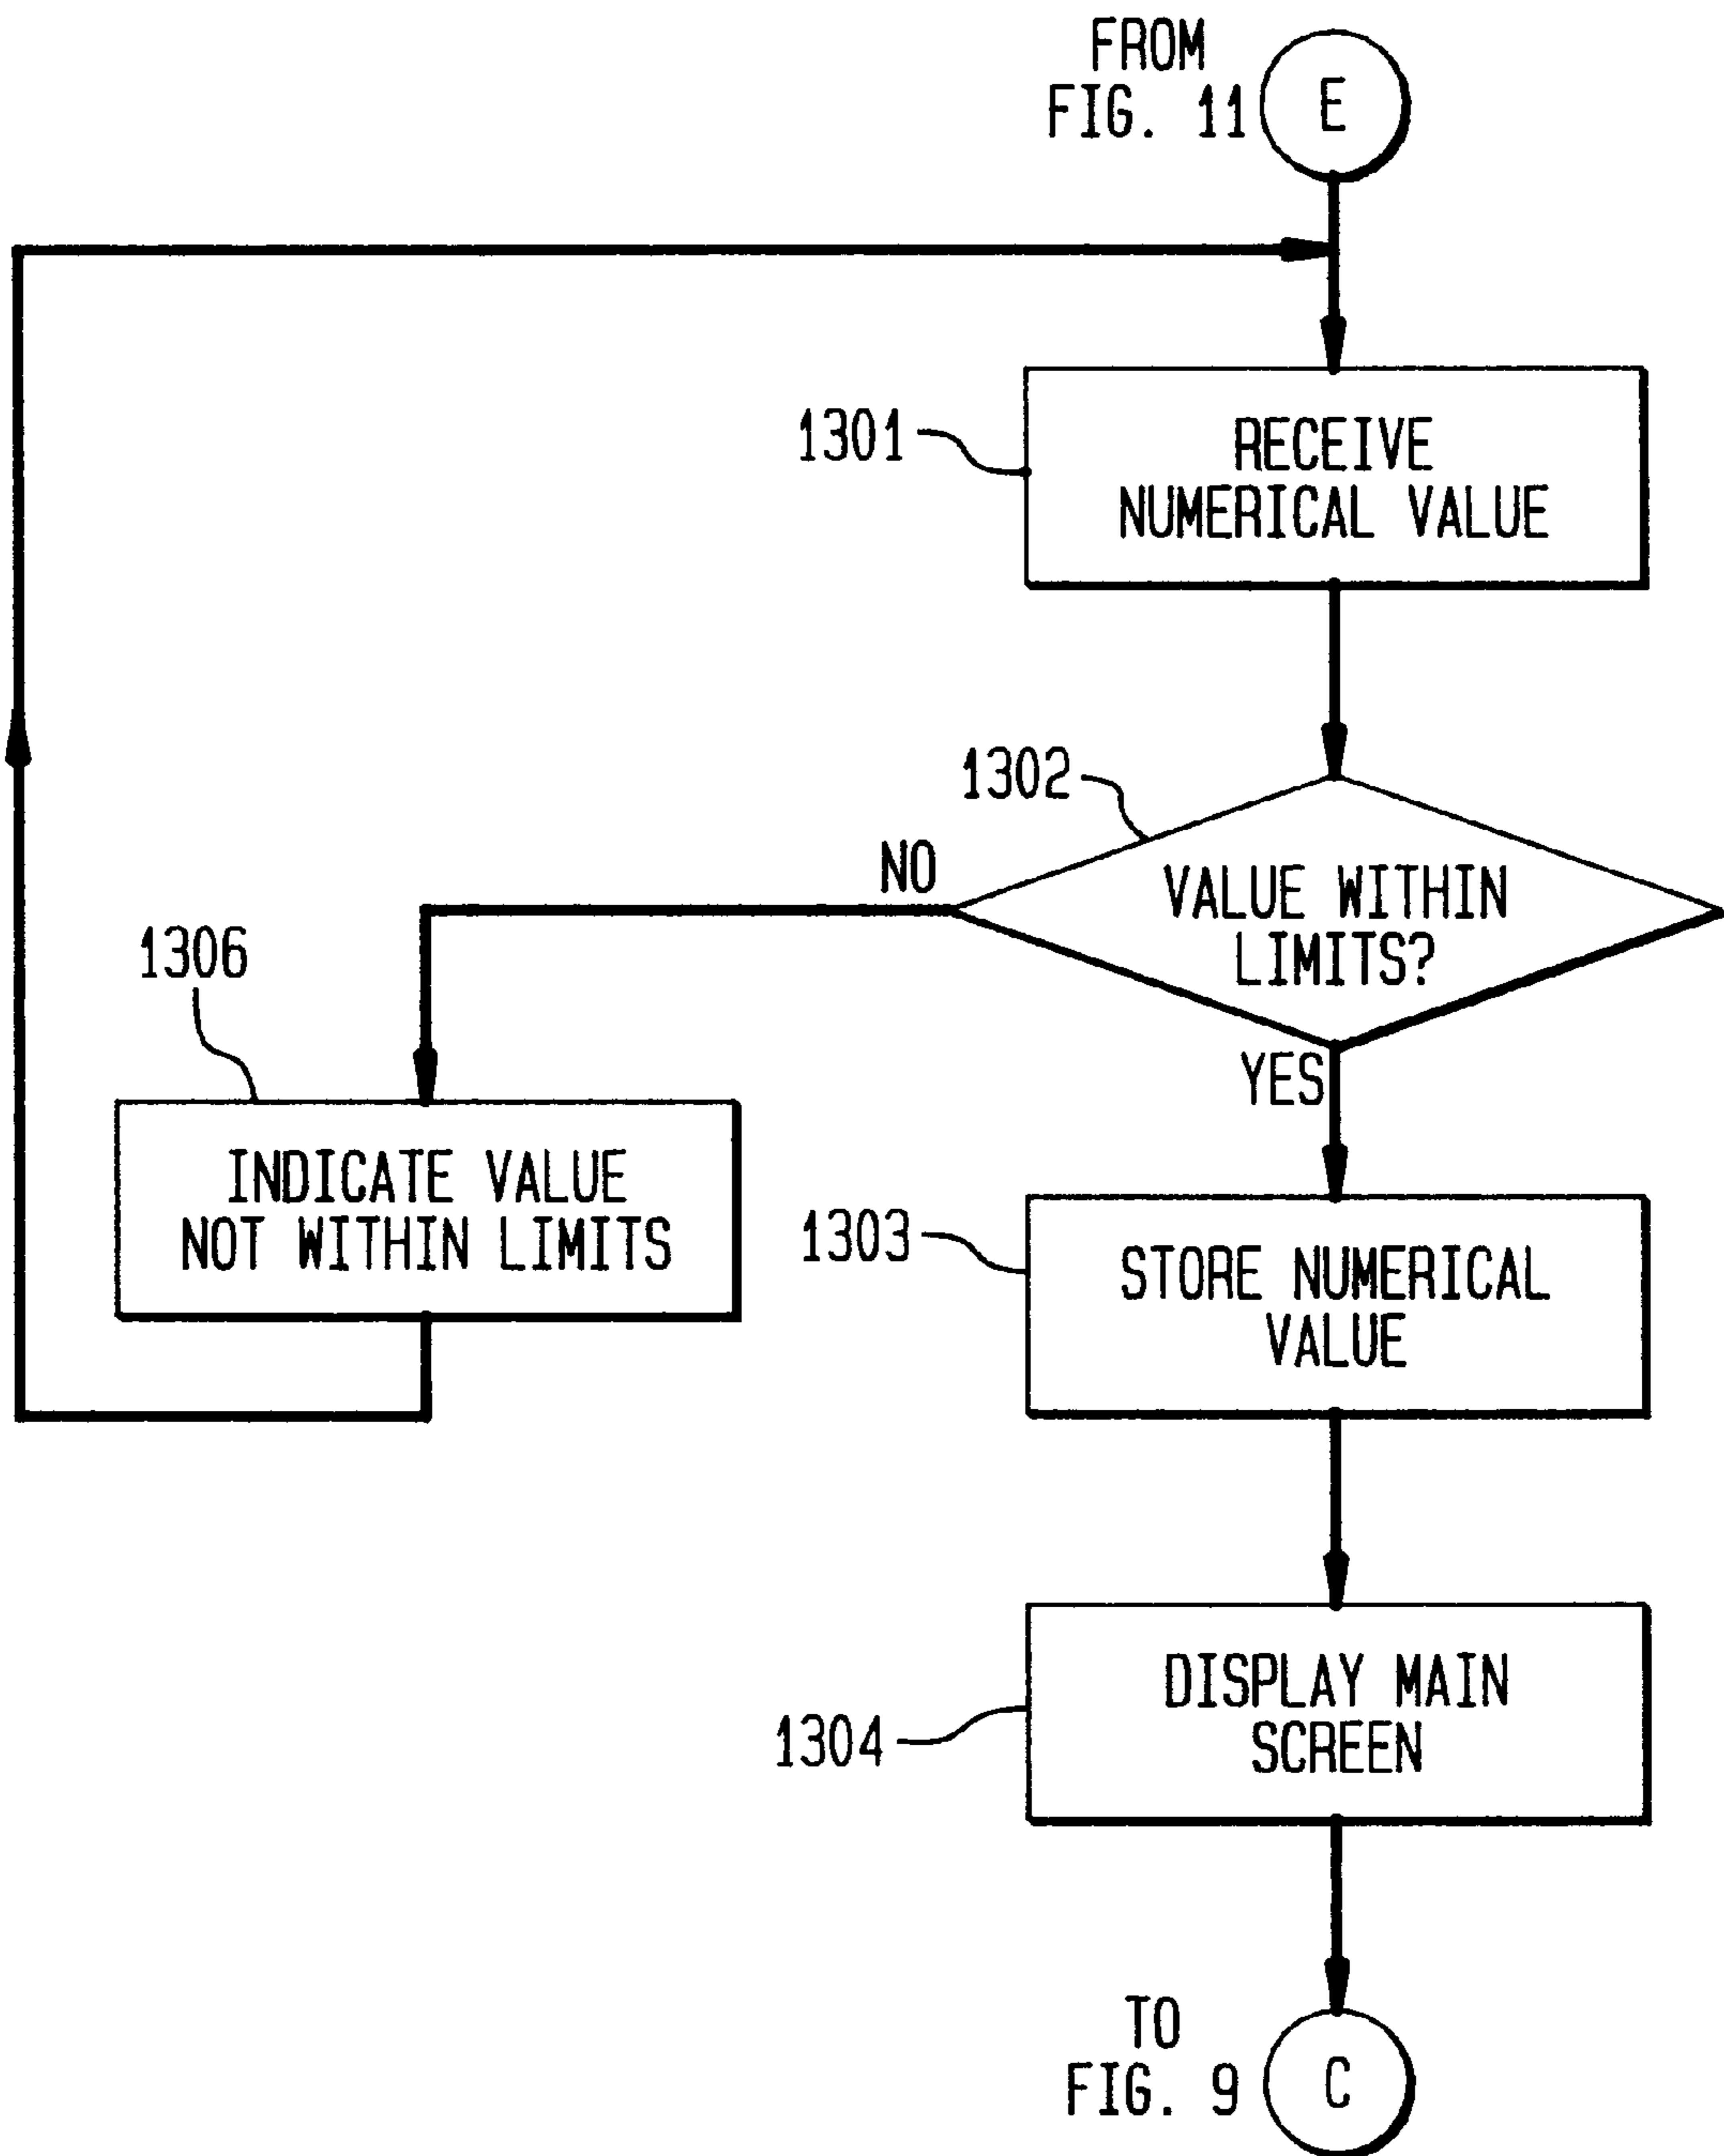 FROM
FIG. 11
E
1301
RECEIVE
NUMERICAL VALUE
1302
NO
VALUE WITHIN
LIMITS?
YES
1306
INDICATE VALUE
NOT WITHIN LIMITS
1303
STORE NUMERICAL
VALUE
1304
DISPLAY MAIN
SCREEN
TO
FIG. 9
C